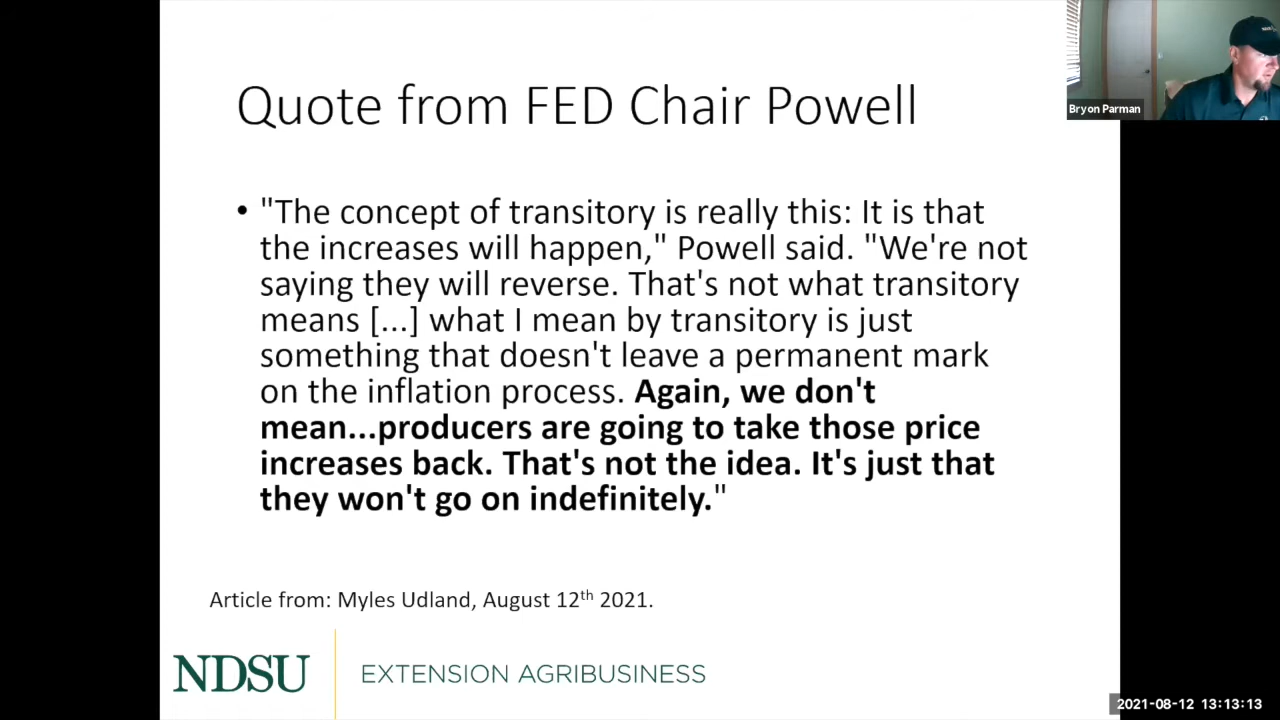 Quote from FED Chair Powell
Bryon Parman
• "The concept of transitory is really this: It is that
the increases will happen," Powell said. "We're not
saying they will reverse. That's not what transitory
means [...] what I mean by transitory is just
something that doesn't leave a permanent mark
on the inflation process. Again, we don't
mean...producers are going to take those price
increases back. That's not the idea. It's just that
they won't go on indefinitely."
Article from: Myles Udland, August 12th 2021.
NDSU
EXTENSION AGRIBUSINESS
2021-08-12 13:13:13